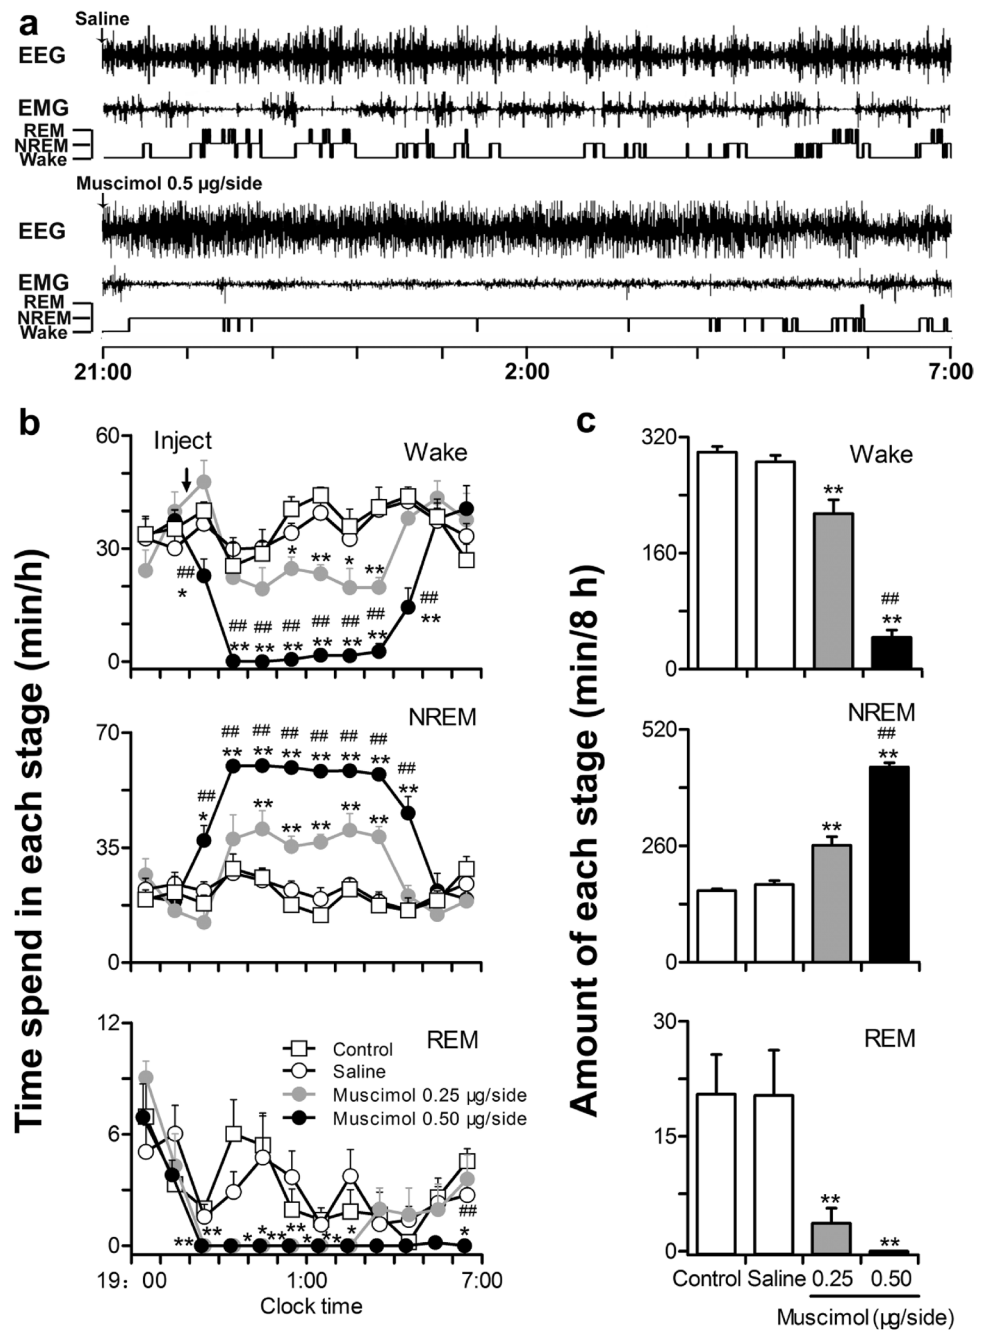 a
Saline
EEG
EMG
REM
NREM
Wake
Muscimol 0.5 µg/side
EEG
EMG
REM
NREM
Wake
21:00 2:00 7:00
b
Time spend in each stage (min/h)
60
30
0
Inject
Wake
*
**
*
**
##
*
##
**
##
**
##
**
##
**
##
**
##
**
##
**
70
35
0
NREM
##
*
##
**
##
**
##
**
##
**
##
**
##
**
##
**
**
**
**
**
**
12
6
0
REM
Control
Saline
Muscimol 0.25 µg/side
Muscimol 0.50 µg/side
** ** * * ** ** * ** *
##
*
19: 00 1:00 7:00
Clock time
c
Amount of each stage (min/8 h)
320
160
0
Wake
**
##
**
520
260
0
NREM
**
##
**
30
15
0
REM
**
**
Control Saline 0.25 0.50
Muscimol (µg/side)